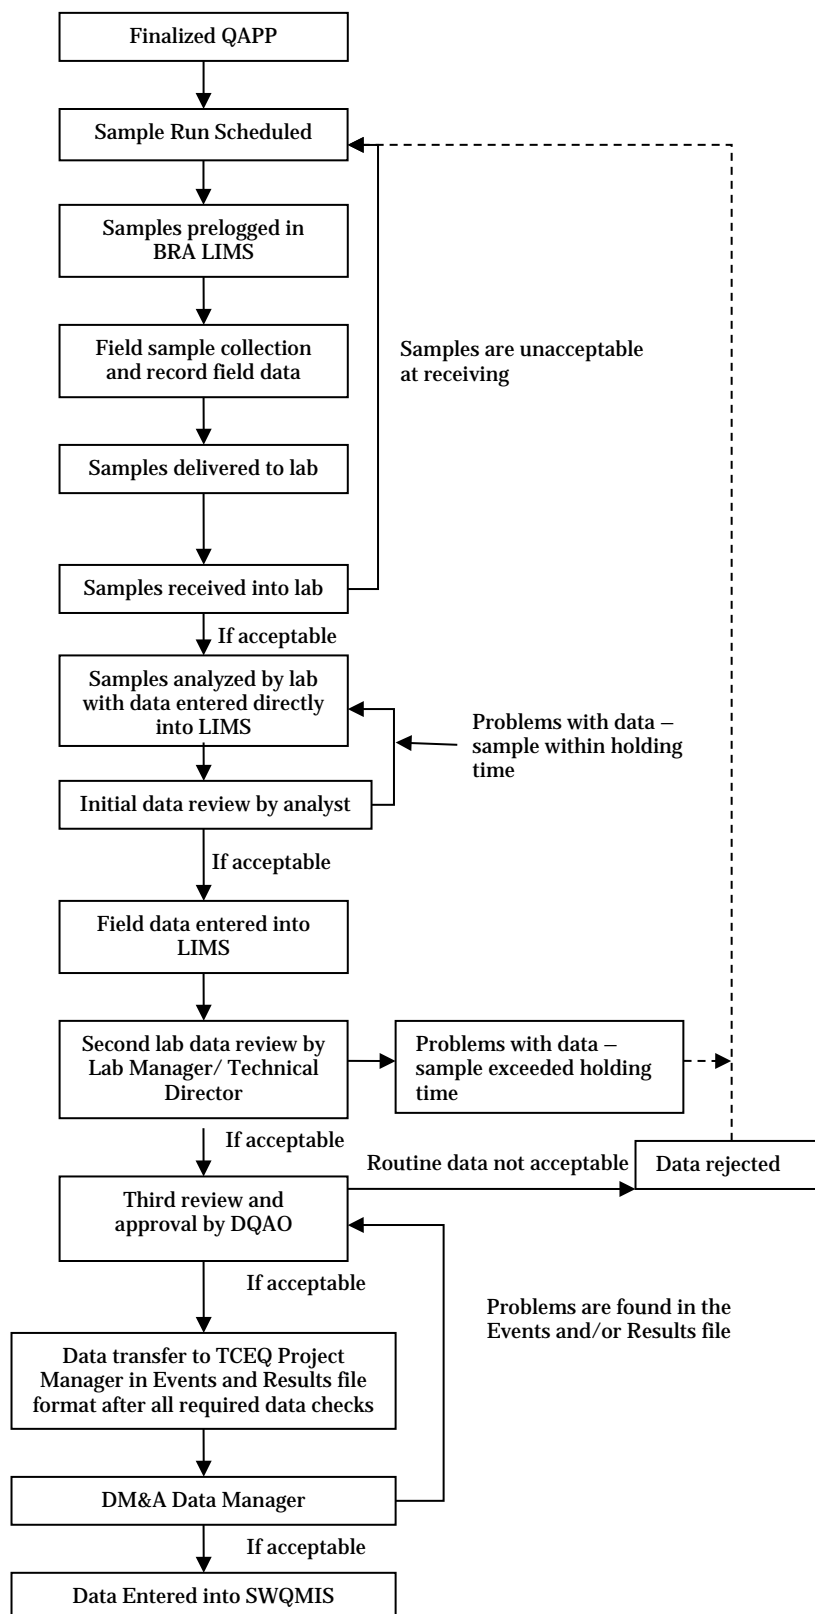 Finalized QAPP
Sample Run Scheduled
Samples prelogged in
BRA LIMS
Field sample collection
and record field data
Samples are unacceptable
at receiving
Samples delivered to lab
Samples received into lab
If acceptable
Samples analyzed by lab
with data entered directly
into LIMS
Problems with data –
sample within holding
time
Initial data review by analyst
If acceptable
Field data entered into
LIMS
Second lab data review by
Lab Manager/ Technical
Director
Problems with data –
sample exceeded holding
time
If acceptable
Routine data not acceptable
Data rejected
Third review and
approval by DQAO
If acceptable
Problems are found in the
Events and/or Results file
Data transfer to TCEQ Project
Manager in Events and Results file
format after all required data checks
DM&A Data Manager
If acceptable
Data Entered into SWQMIS